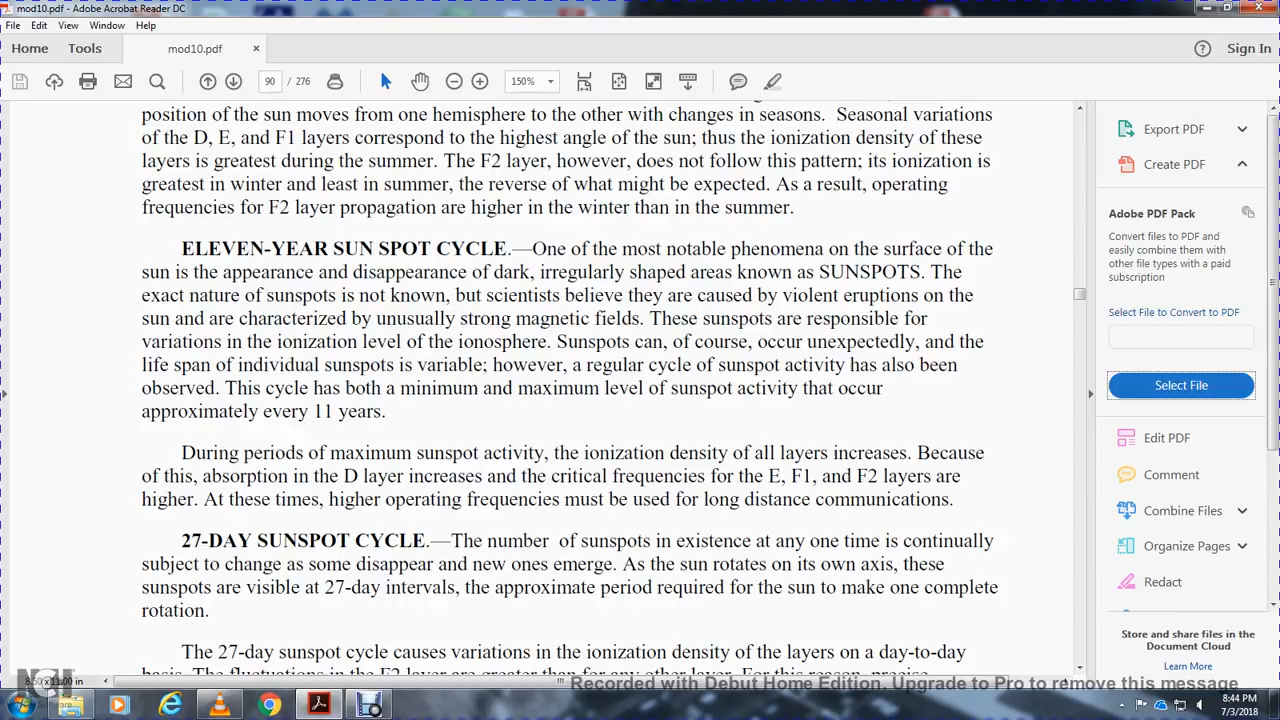 mod10.pdf - Adobe Acrobat Reader DC
File Edit View Window Help
Home Tools mod10.pdf × Sign In
90 / 276 150%
position of the sun moves from one hemisphere to the other with changes in seasons. Seasonal variations
of the D, E, and F1 layers correspond to the highest angle of the sun; thus the ionization density of these
layers is greatest during the summer. The F2 layer, however, does not follow this pattern; its ionization is
greatest in winter and least in summer, the reverse of what might be expected. As a result, operating
frequencies for F2 layer propagation are higher in the winter than in the summer.
ELEVEN-YEAR SUN SPOT CYCLE.—One of the most notable phenomena on the surface of the
sun is the appearance and disappearance of dark, irregularly shaped areas known as SUNSPOTS. The
exact nature of sunspots is not known, but scientists believe they are caused by violent eruptions on the
sun and are characterized by unusually strong magnetic fields. These sunspots are responsible for
variations in the ionization level of the ionosphere. Sunspots can, of course, occur unexpectedly, and the
life span of individual sunspots is variable; however, a regular cycle of sunspot activity has also been
observed. This cycle has both a minimum and maximum level of sunspot activity that occur
approximately every 11 years.
During periods of maximum sunspot activity, the ionization density of all layers increases. Because
of this, absorption in the D layer increases and the critical frequencies for the E, F1, and F2 layers are
higher. At these times, higher operating frequencies must be used for long distance communications.
27-DAY SUNSPOT CYCLE.—The number of sunspots in existence at any one time is continually
subject to change as some disappear and new ones emerge. As the sun rotates on its own axis, these
sunspots are visible at 27-day intervals, the approximate period required for the sun to make one complete
rotation.
The 27-day sunspot cycle causes variations in the ionization density of the layers on a day-to-day
basis. The fluctuations in the F2 layer are greater than for any other layer. For this reason, precise
Export PDF
Create PDF
Adobe PDF Pack
Convert files to PDF and
easily combine them with
other file types with a paid
subscription
Select File to Convert to PDF
Select File
Edit PDF
Comment
Combine Files
Organize Pages
Redact
Store and share files in the
Document Cloud
Learn More
8.50 x 11.00 in
Recorded with Debut Home Edition. Upgrade to Pro to remove this message
8:44 PM
7/3/2018